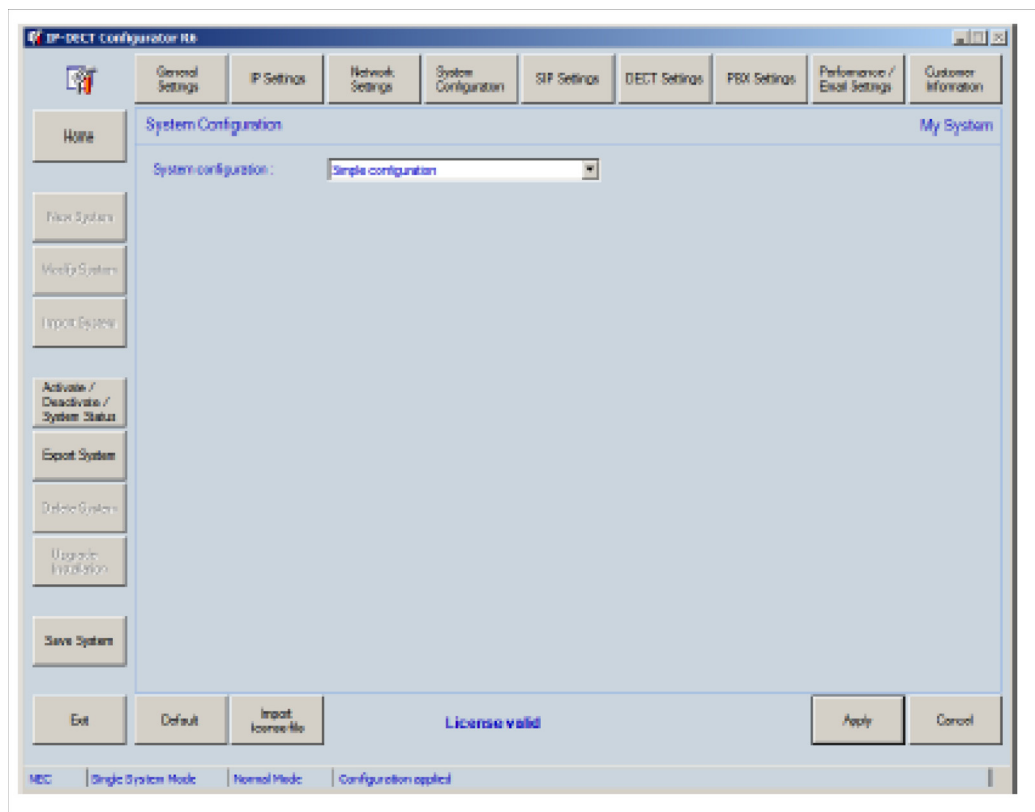 IP-DECT Configurator R6
General
Settings
IP Settings
Network
Settings
System
Configuration
SIP Settings
DECT Settings
PBX Settings
Performance /
Email Settings
Customer
Information
Home
System Configuration
My System
System configuration :
Simple configuration
New System
Modify System
Import System
Activate /
Deactivate /
System Status
Export System
Delete System
Upgrade
Installation
Save System
Exit
Default
Import
license file
License valid
Apply
Cancel
NEC
Single System Mode
Normal Mode
Configuration applied